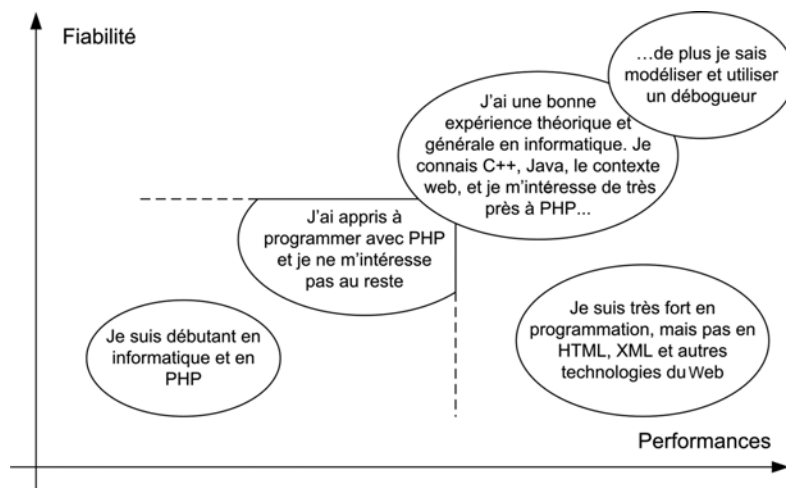 Fiabilité
…de plus je sais
modéliser et utiliser
un débogueur
J'ai une bonne
expérience théorique et
générale en informatique. Je
connais C++, Java, le contexte
web, et je m'intéresse de très
près à PHP...
J'ai appris à
programmer avec PHP
et je ne m'intéresse
pas au reste
Je suis débutant en
informatique et en
PHP
Je suis très fort en
programmation, mais pas en
HTML, XML et autres
technologies du Web
Performances